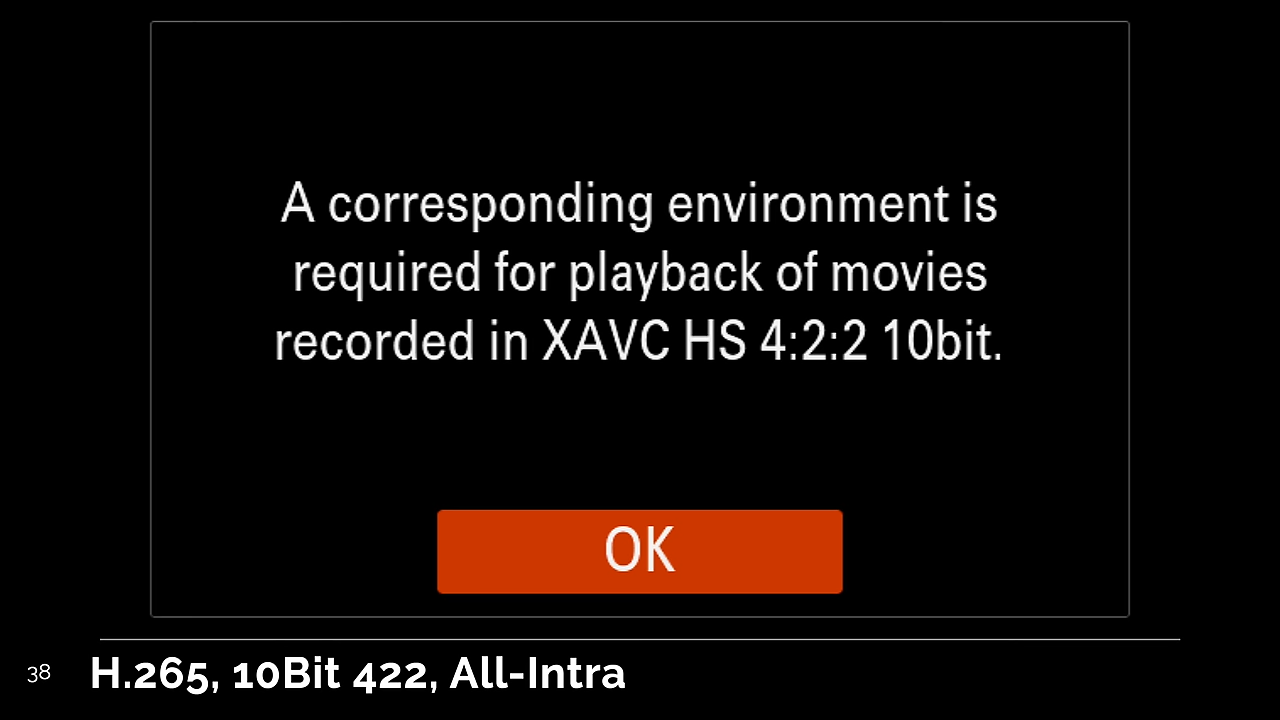 A corresponding environment is
required for playback of movies
recorded in XAVC HS 4:2:2 10bit.
OK
38
H.265, 10Bit 422, All-Intra